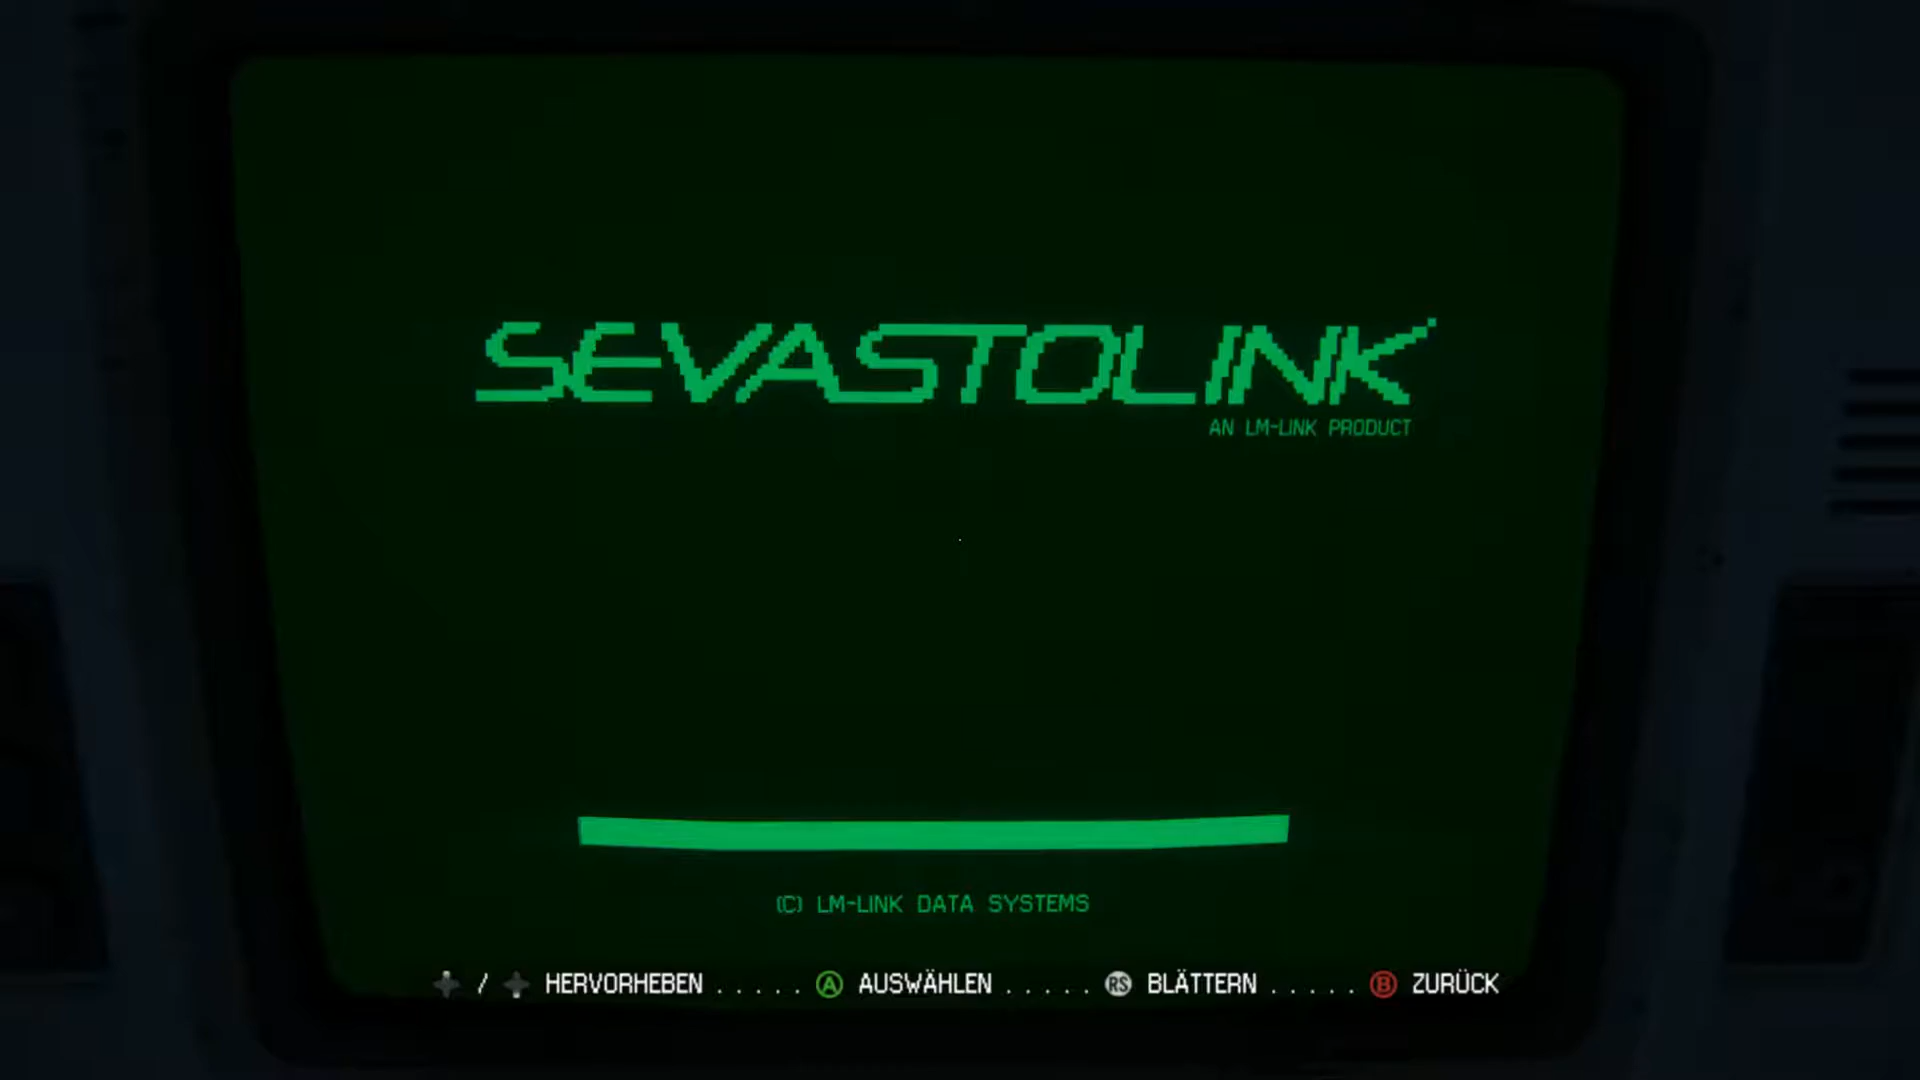 SEVASTOLINK
AN LM-LINK PRODUCT
(C) LM-LINK DATA SYSTEMS
/ HERVORHEBEN ..... A AUSWÄHLEN ..... RS BLÄTTERN ..... B ZURÜCK